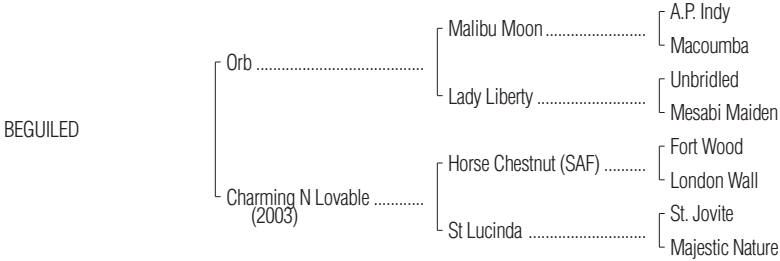 A.P. Indy
Malibu Moon ........................
Macoumba
Orb ........................................
Unbridled
Lady Liberty ..........................
Mesabi Maiden
BEGUILED
Fort Wood
Horse Chestnut (SAF) ..........
London Wall
Charming N Lovable ............
(2003)
St. Jovite
St Lucinda ............................
Majestic Nature